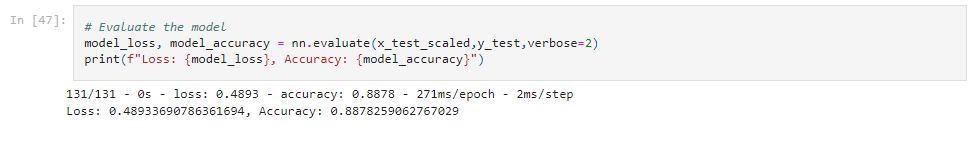 In [47]:
# Evaluate the model
model_loss, model_accuracy = nn.evaluate(x_test_scaled,y_test,verbose=2)
print(f"Loss: {model_loss}, Accuracy: {model_accuracy}")
131/131 - 0s - loss: 0.4893 - accuracy: 0.8878 - 271ms/epoch - 2ms/step
Loss: 0.48933690786361694, Accuracy: 0.8878259062767029